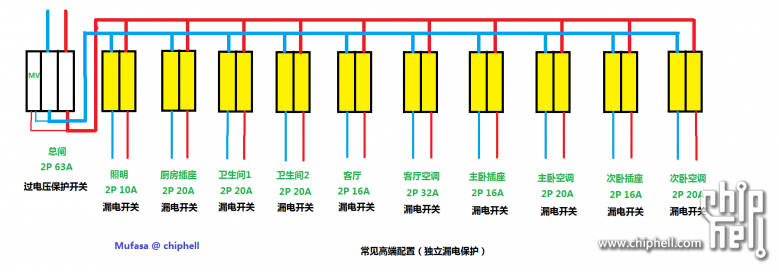 MV
总闸
2P 63A
过电压保护开关
照明
2P 10A
漏电开关
厨房插座
2P 20A
漏电开关
卫生间1
2P 20A
漏电开关
卫生间2
2P 20A
漏电开关
客厅
2P 16A
漏电开关
客厅空调
2P 32A
漏电开关
主卧插座
2P 16A
漏电开关
主卧空调
2P 20A
漏电开关
次卧插座
2P 16A
漏电开关
次卧空调
2P 20A
漏电开关
Mufasa @ chiphell
常见高端配置（独立漏电保护）
chip
hell
www.chiphell.com